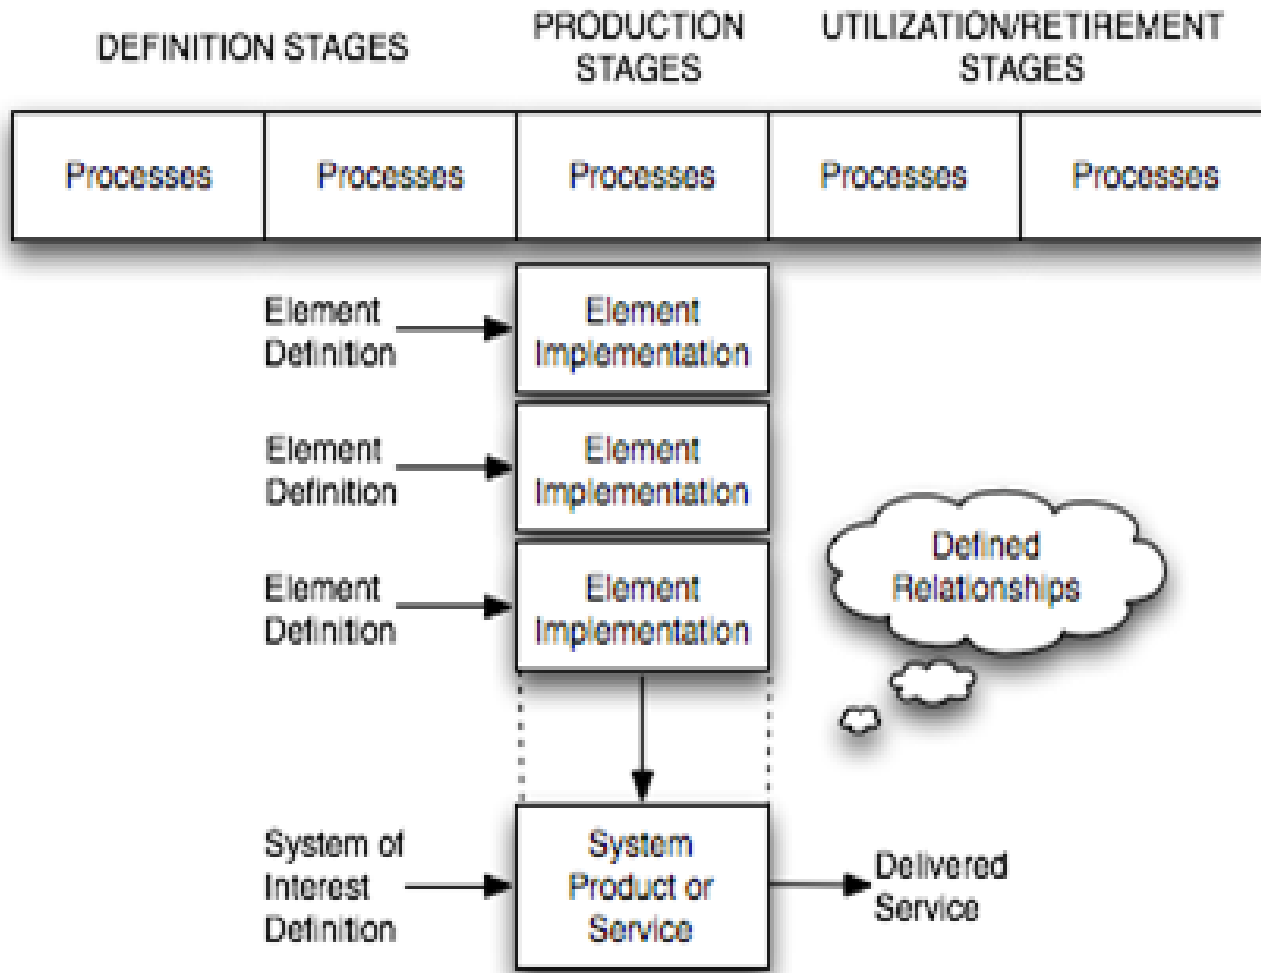 DEFINITION STAGES
PRODUCTION
STAGES
UTILIZATION/RETIREMENT
STAGES
Processes
Processes
Processes
Processes
Processes
Element
Definition
Element
Implementation
Element
Definition
Element
Implementation
Element
Definition
Element
Implementation
Defined
Relationships
System of
Interest
Definition
System
Product or
Service
Delivered
Service